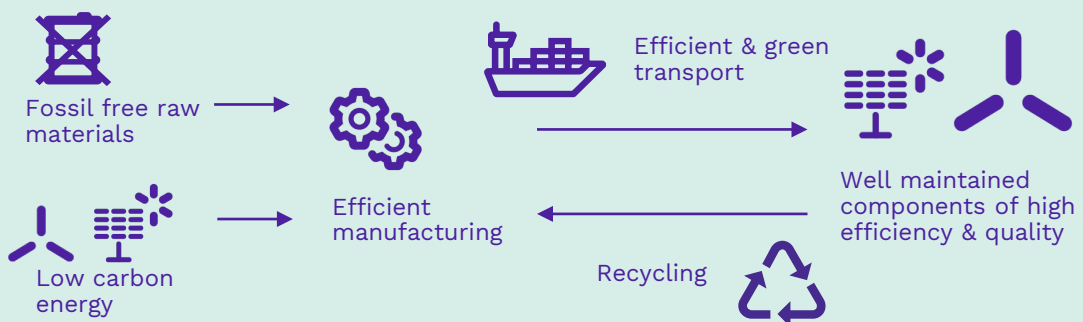 Fossil free raw
materials
Low carbon
energy
Efficient
manufacturing
Efficient & green
transport
Well maintained
components of high
efficiency & quality
Recycling